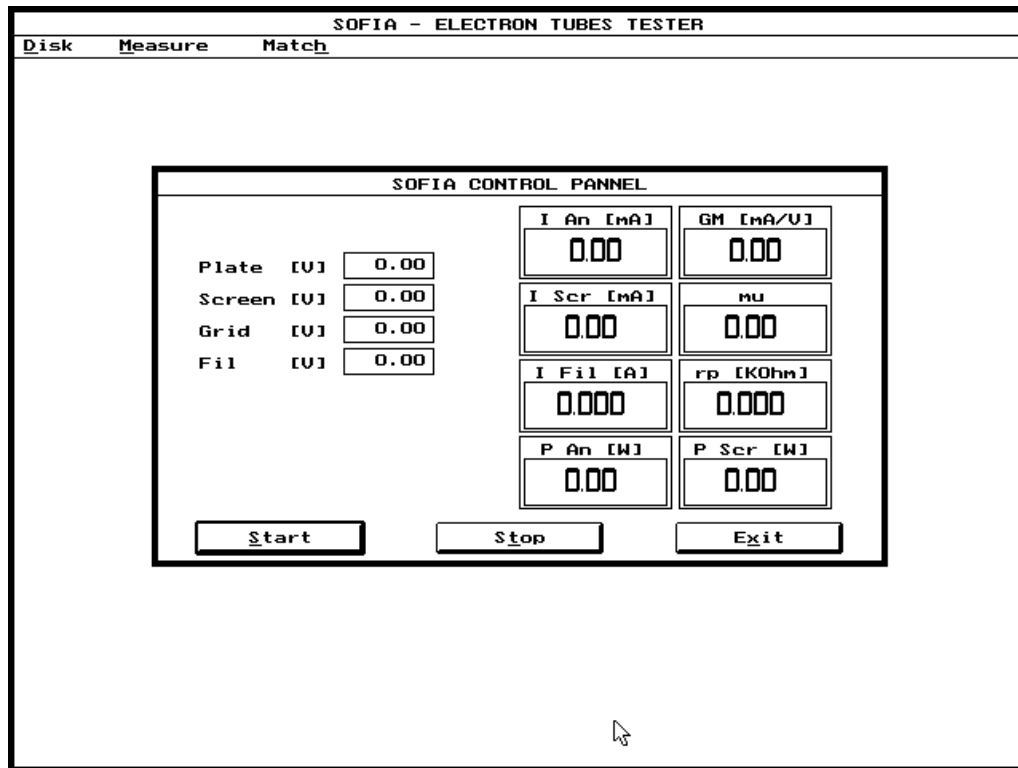 SOFIA - ELECTRON TUBES TESTER
Disk Measure Match
SOFIA CONTROL PANNEL
I An [mA] GM [mA/V]
0.00 0.00
Plate [V] 0.00
Screen [V] 0.00
I Scr [mA] mu
0.00 0.00
Grid [V] 0.00
Fil [V] 0.00
I Fil [A] rp [KOhm]
0.000 0.000
P An [W] P Scr [W]
0.00 0.00
Start Stop Exit